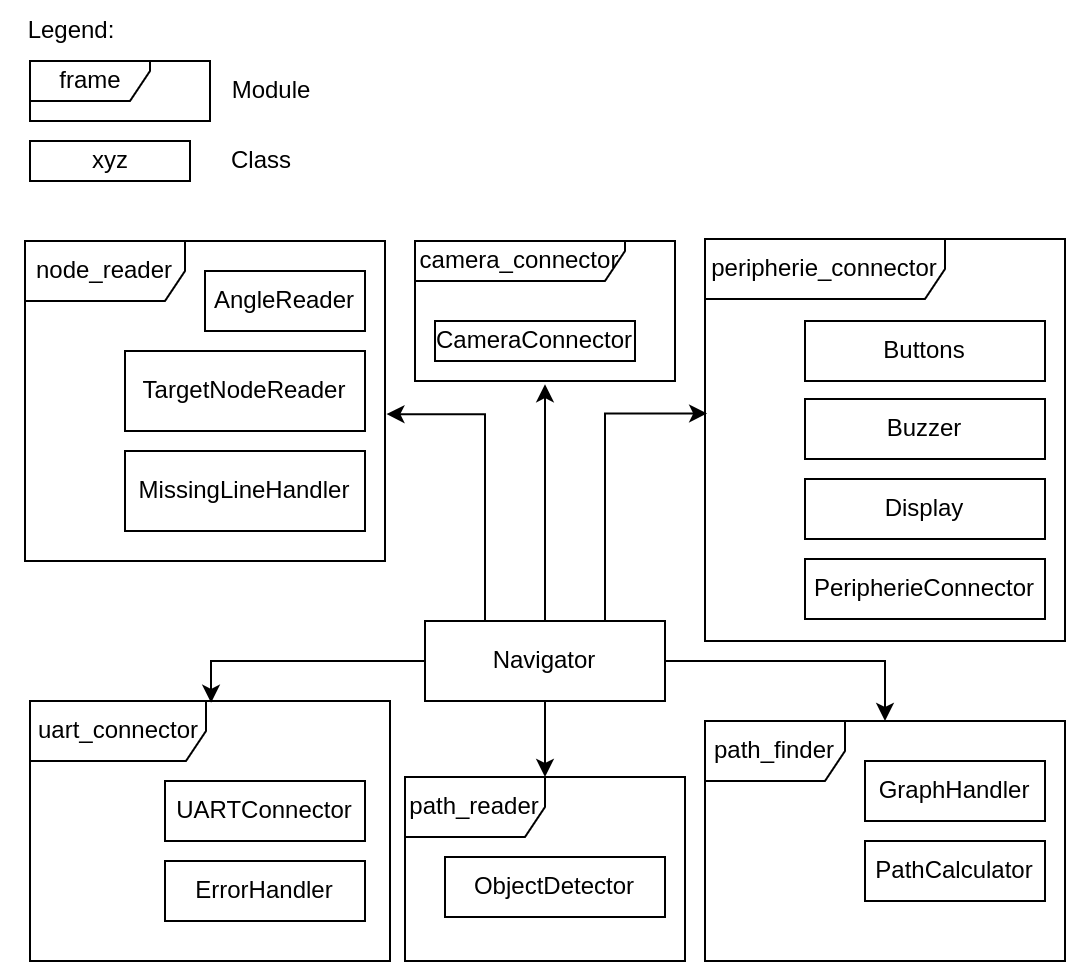 Legend:
frame
Module
xyz
Class
node_reader
AngleReader
TargetNodeReader
MissingLineHandler
camera_connector
CameraConnector
peripherie_connector
Buttons
Buzzer
Display
PeripherieConnector
Navigator
uart_connector
UARTConnector
ErrorHandler
path_reader
ObjectDetector
path_finder
GraphHandler
PathCalculator